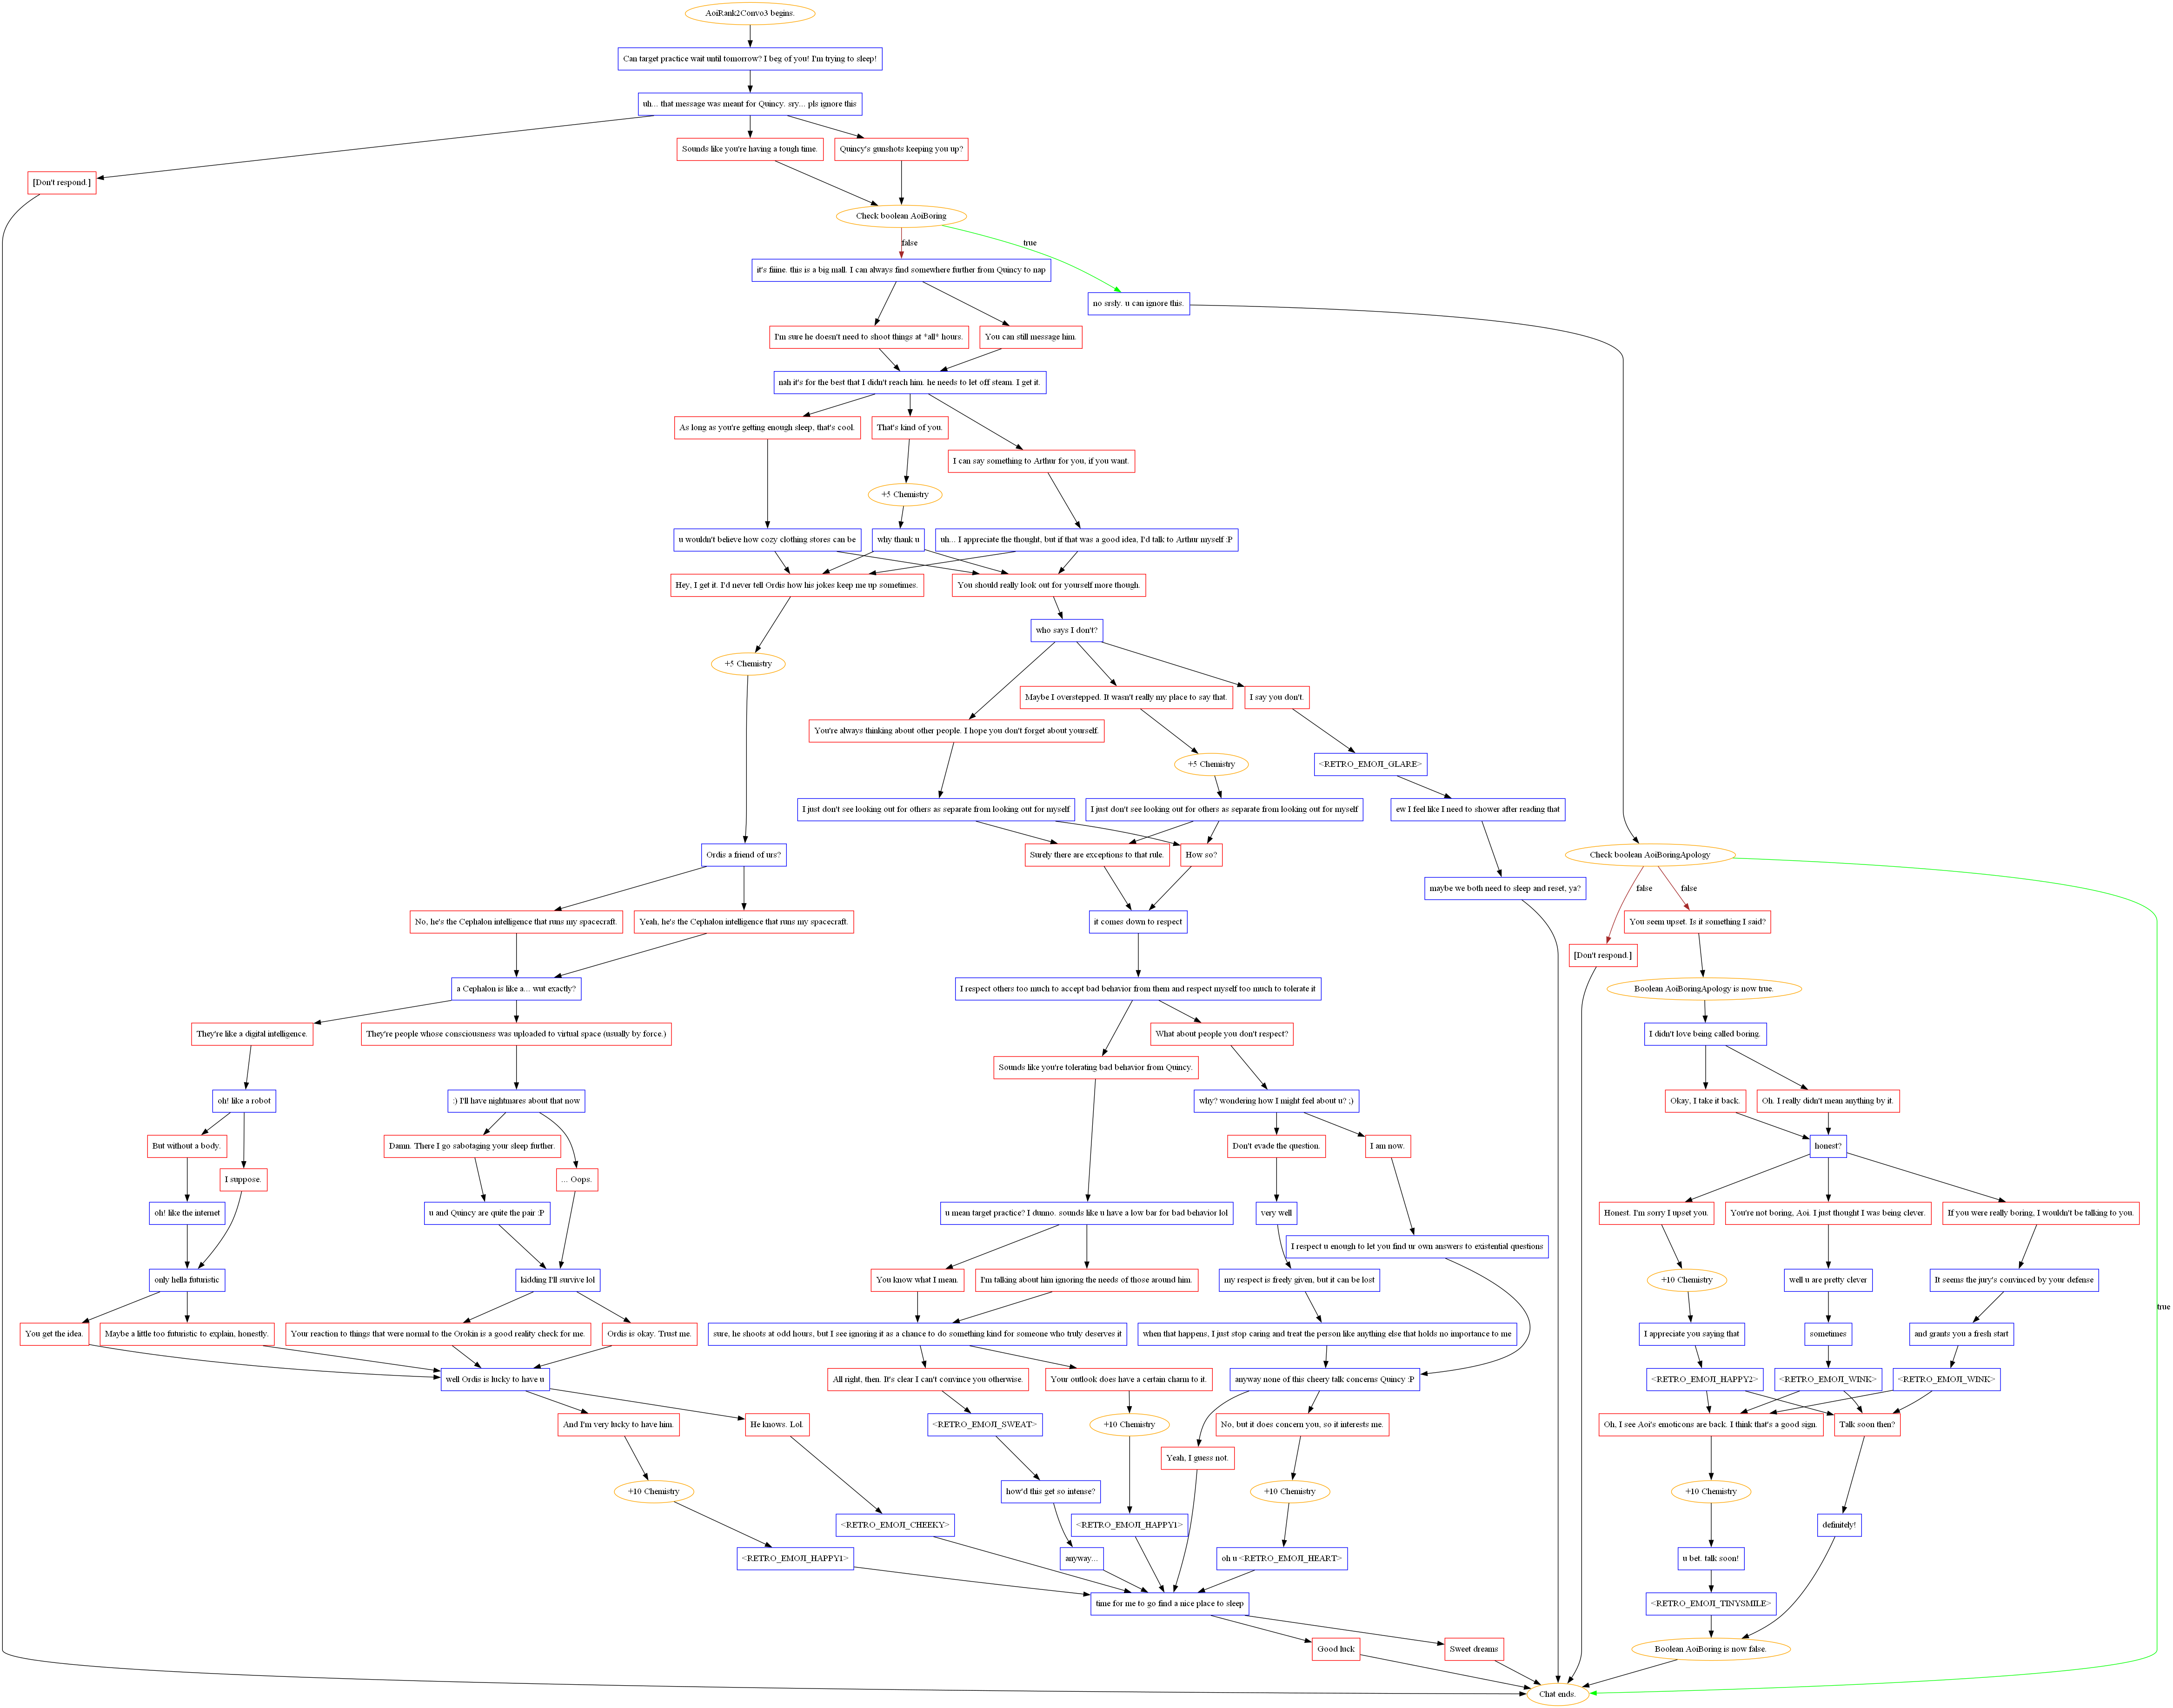 AoiRank2Convo3 begins.
Can target practice wait until tomorrow? I beg of you! I'm trying to sleep!
uh... that message was meant for Quincy. sry... pls ignore this
Sounds like you're having a tough time.
Quincy's gunshots keeping you up?
[Don't respond.]
Check boolean AoiBoring
false
true
it's fiiine. this is a big mall. I can always find somewhere further from Quincy to nap
no srsly. u can ignore this.
I'm sure he doesn't need to shoot things at *all* hours.
You can still message him.
nah it's for the best that I didn't reach him. he needs to let off steam. I get it.
As long as you're getting enough sleep, that's cool.
That's kind of you.
I can say something to Arthur for you, if you want.
+5 Chemistry
u wouldn't believe how cozy clothing stores can be
why thank u
uh... I appreciate the thought, but if that was a good idea, I'd talk to Arthur myself :P
Hey, I get it. I'd never tell Ordis how his jokes keep me up sometimes.
You should really look out for yourself more though.
who says I don't?
+5 Chemistry
Maybe I overstepped. It wasn't really my place to say that.
I say you don't.
You're always thinking about other people. I hope you don't forget about yourself.
+5 Chemistry
<RETRO_EMOJI_GLARE>
I just don't see looking out for others as separate from looking out for myself
I just don't see looking out for others as separate from looking out for myself
ew I feel like I need to shower after reading that
Ordis a friend of urs?
Surely there are exceptions to that rule.
How so?
Check boolean AoiBoringApology
maybe we both need to sleep and reset, ya?
false
false
No, he's the Cephalon intelligence that runs my spacecraft.
Yeah, he's the Cephalon intelligence that runs my spacecraft.
it comes down to respect
You seem upset. Is it something I said?
[Don't respond.]
a Cephalon is like a... wut exactly?
I respect others too much to accept bad behavior from them and respect myself too much to tolerate it
Boolean AoiBoringApology is now true.
They're like a digital intelligence.
They're people whose consciousness was uploaded to virtual space (usually by force.)
What about people you don't respect?
I didn't love being called boring.
Sounds like you're tolerating bad behavior from Quincy.
oh! like a robot
:) I'll have nightmares about that now
why? wondering how I might feel about u? ;)
Okay, I take it back.
Oh. I really didn't mean anything by it.
But without a body.
Damn. There I go sabotaging your sleep further.
Don't evade the question.
I am now.
honest?
I suppose.
... Oops.
oh! like the internet
u and Quincy are quite the pair :P
u mean target practice? I dunno. sounds like u have a low bar for bad behavior lol
very well
Honest. I'm sorry I upset you.
You're not boring, Aoi. I just thought I was being clever.
If you were really boring, I wouldn't be talking to you.
I respect u enough to let you find ur own answers to existential questions
only hella futuristic
kidding I'll survive lol
You know what I mean.
I'm talking about him ignoring the needs of those around him.
my respect is freely given, but it can be lost
+10 Chemistry
well u are pretty clever
It seems the jury's convinced by your defense
true
You get the idea.
Maybe a little too futuristic to explain, honestly.
Your reaction to things that were normal to the Orokin is a good reality check for me.
Ordis is okay. Trust me.
sure, he shoots at odd hours, but I see ignoring it as a chance to do something kind for someone who truly deserves it
when that happens, I just stop caring and treat the person like anything else that holds no importance to me
I appreciate you saying that
sometimes
and grants you a fresh start
well Ordis is lucky to have u
All right, then. It's clear I can't convince you otherwise.
Your outlook does have a certain charm to it.
anyway none of this cheery talk concerns Quincy :P
<RETRO_EMOJI_HAPPY2>
<RETRO_EMOJI_WINK>
<RETRO_EMOJI_WINK>
And I'm very lucky to have him.
He knows. Lol.
<RETRO_EMOJI_SWEAT>
+10 Chemistry
No, but it does concern you, so it interests me.
Oh, I see Aoi's emoticons are back. I think that's a good sign.
Talk soon then?
Yeah, I guess not.
+10 Chemistry
how'd this get so intense?
+10 Chemistry
+10 Chemistry
<RETRO_EMOJI_CHEEKY>
<RETRO_EMOJI_HAPPY1>
definitely!
<RETRO_EMOJI_HAPPY1>
anyway...
oh u <RETRO_EMOJI_HEART>
u bet. talk soon!
time for me to go find a nice place to sleep
<RETRO_EMOJI_TINYSMILE>
Good luck
Sweet dreams
Boolean AoiBoring is now false.
Chat ends.